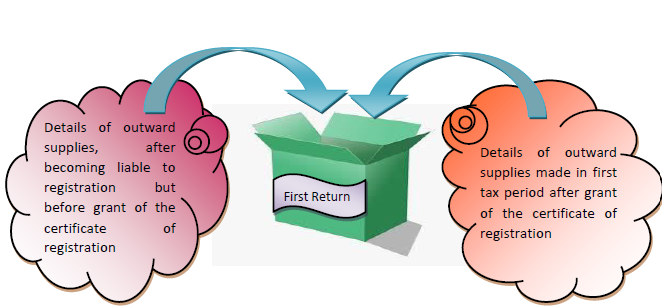 Details of outward
supplies, after
becoming liable to
registration but
before grant of the
certificate of
registration
First Return
Details of outward
supplies made in first
tax period after grant
of the certificate of
registration